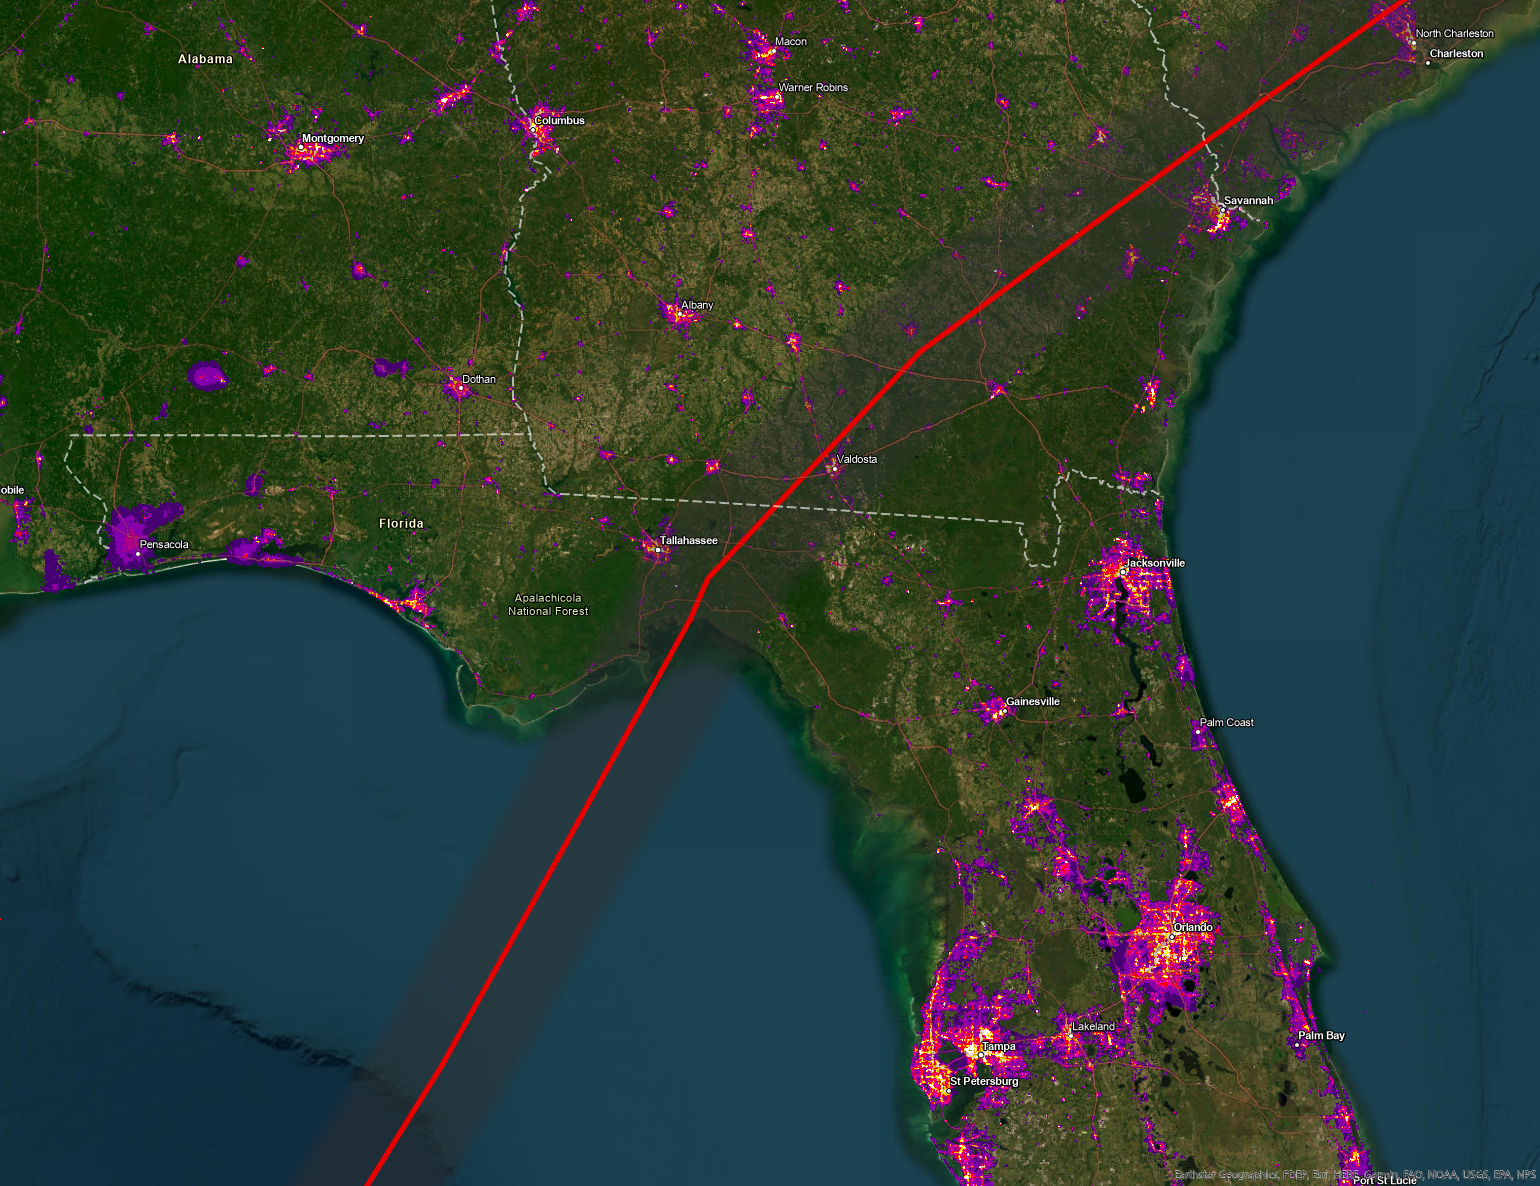 Macon
North Charleston
Charleston
Alabama
Warner Robins
Columbus
Montgomery
Savannah
Albany
Dothan
Valdosta
obile
Florida
Tallahassee
Pensacola
Jacksonville
Apalachicola
National Forest
Gainesville
Palm Coast
Orlando
Lakeland
Palm Bay
Tampa
St Petersburg
Earthstar Geographics, FDEP, Esri, HERE, Garmin, FAO, NOAA, USGS, EPA, NPS
Port St Lucie